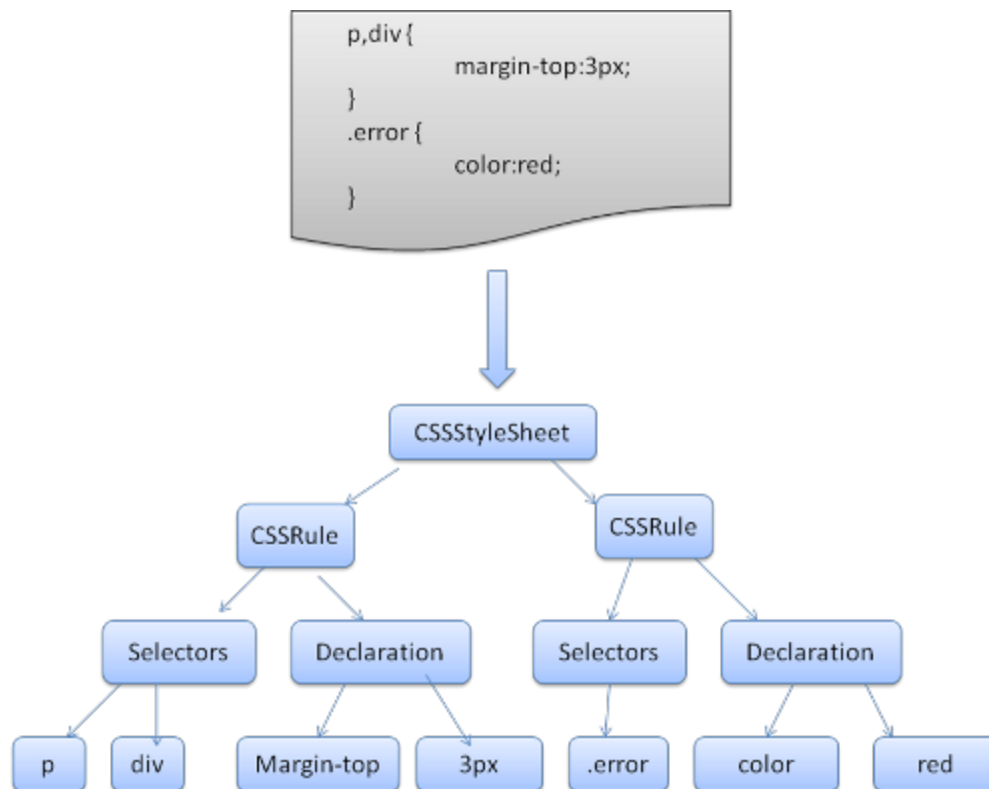 p,div {
margin-top:3px;
}
.error {
color:red;
}
CSSStyleSheet
CSSRule
CSSRule
Selectors
Declaration
Selectors
Declaration
p
div
Margin-top
3px
.error
color
red